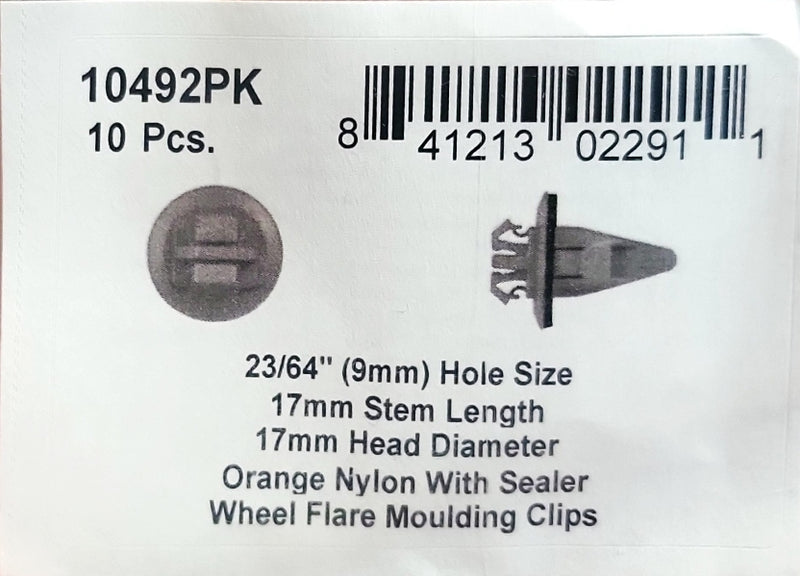 10492PK
10 Pcs.
8 41213 02291 1
23/64" (9mm) Hole Size
17mm Stem Length
17mm Head Diameter
Orange Nylon With Sealer
Wheel Flare Moulding Clips